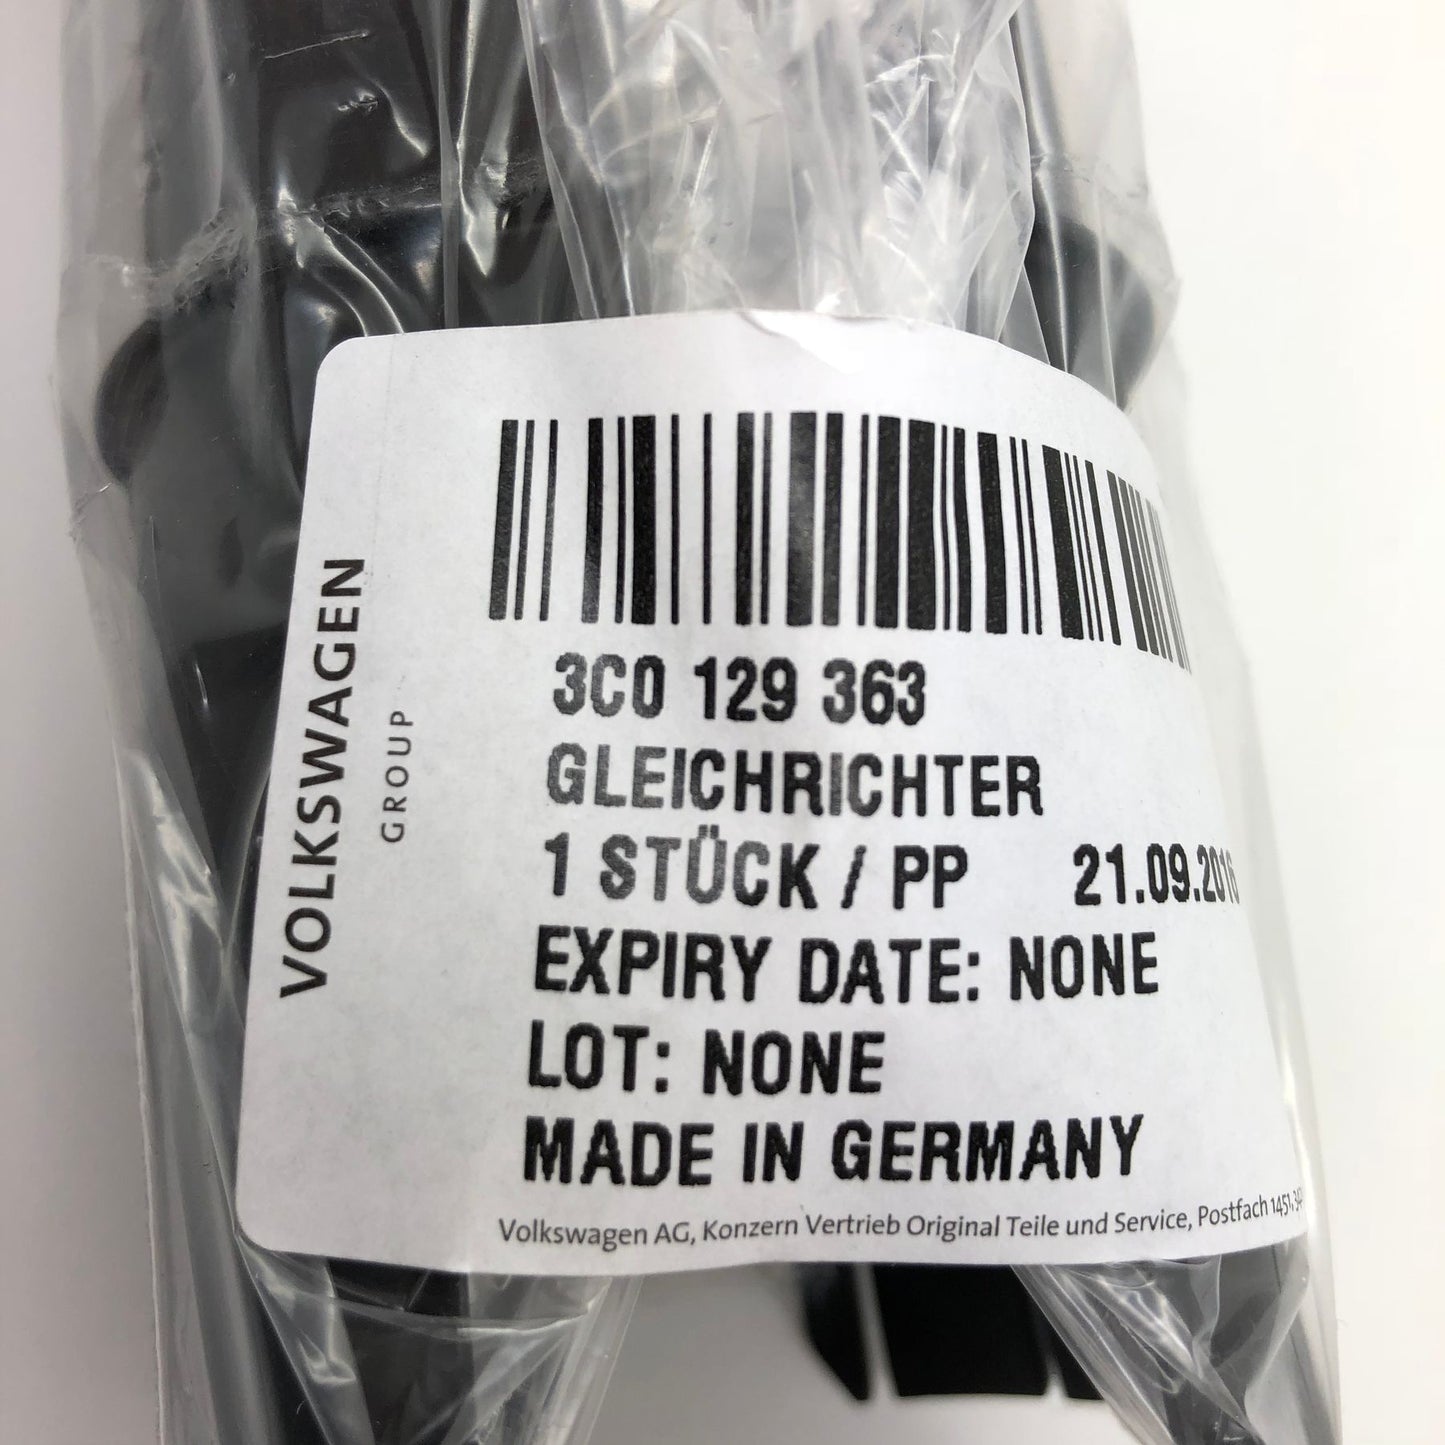 VOLKSWAGEN
GROUP
3C0 129 363
GLEICHRICHTER
1 STÜCK / PP 21.09.2016
EXPIRY DATE: NONE
LOT: NONE
MADE IN GERMANY
Volkswagen AG, Konzern Vertrieb Original Teile und Service, Postfach 1451,